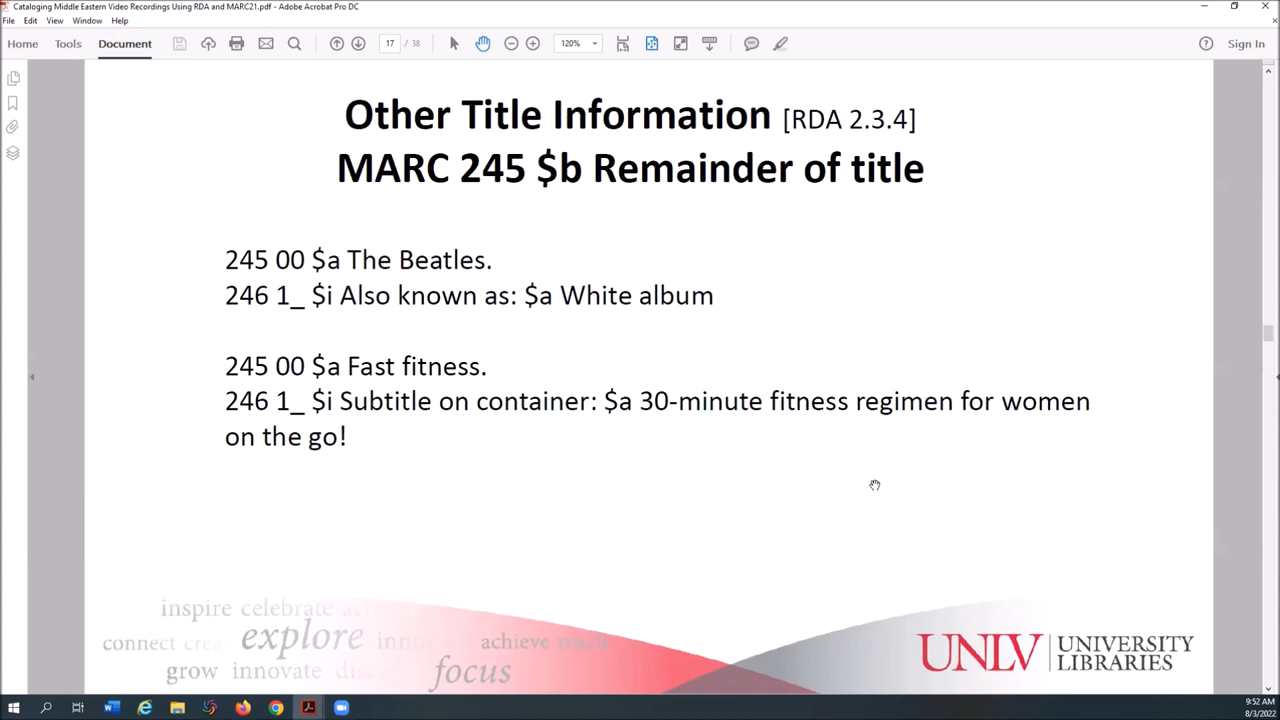 Cataloging Middle Eastern Video Recordings Using RDA and MARC21.pdf - Adobe Acrobat Pro DC
File Edit View Window Help
Home Tools Document 17 / 38 120% Sign In
Other Title Information [RDA 2.3.4]
MARC 245 $b Remainder of title
245 00 $a The Beatles.
246 1_ $i Also known as: $a White album
245 00 $a Fast fitness.
246 1_ $i Subtitle on container: $a 30-minute fitness regimen for women
on the go!
inspire celebrate
connect explore achieve reach
grow innovate focus
UNLV UNIVERSITY
LIBRARIES
9:52 AM
8/3/2022